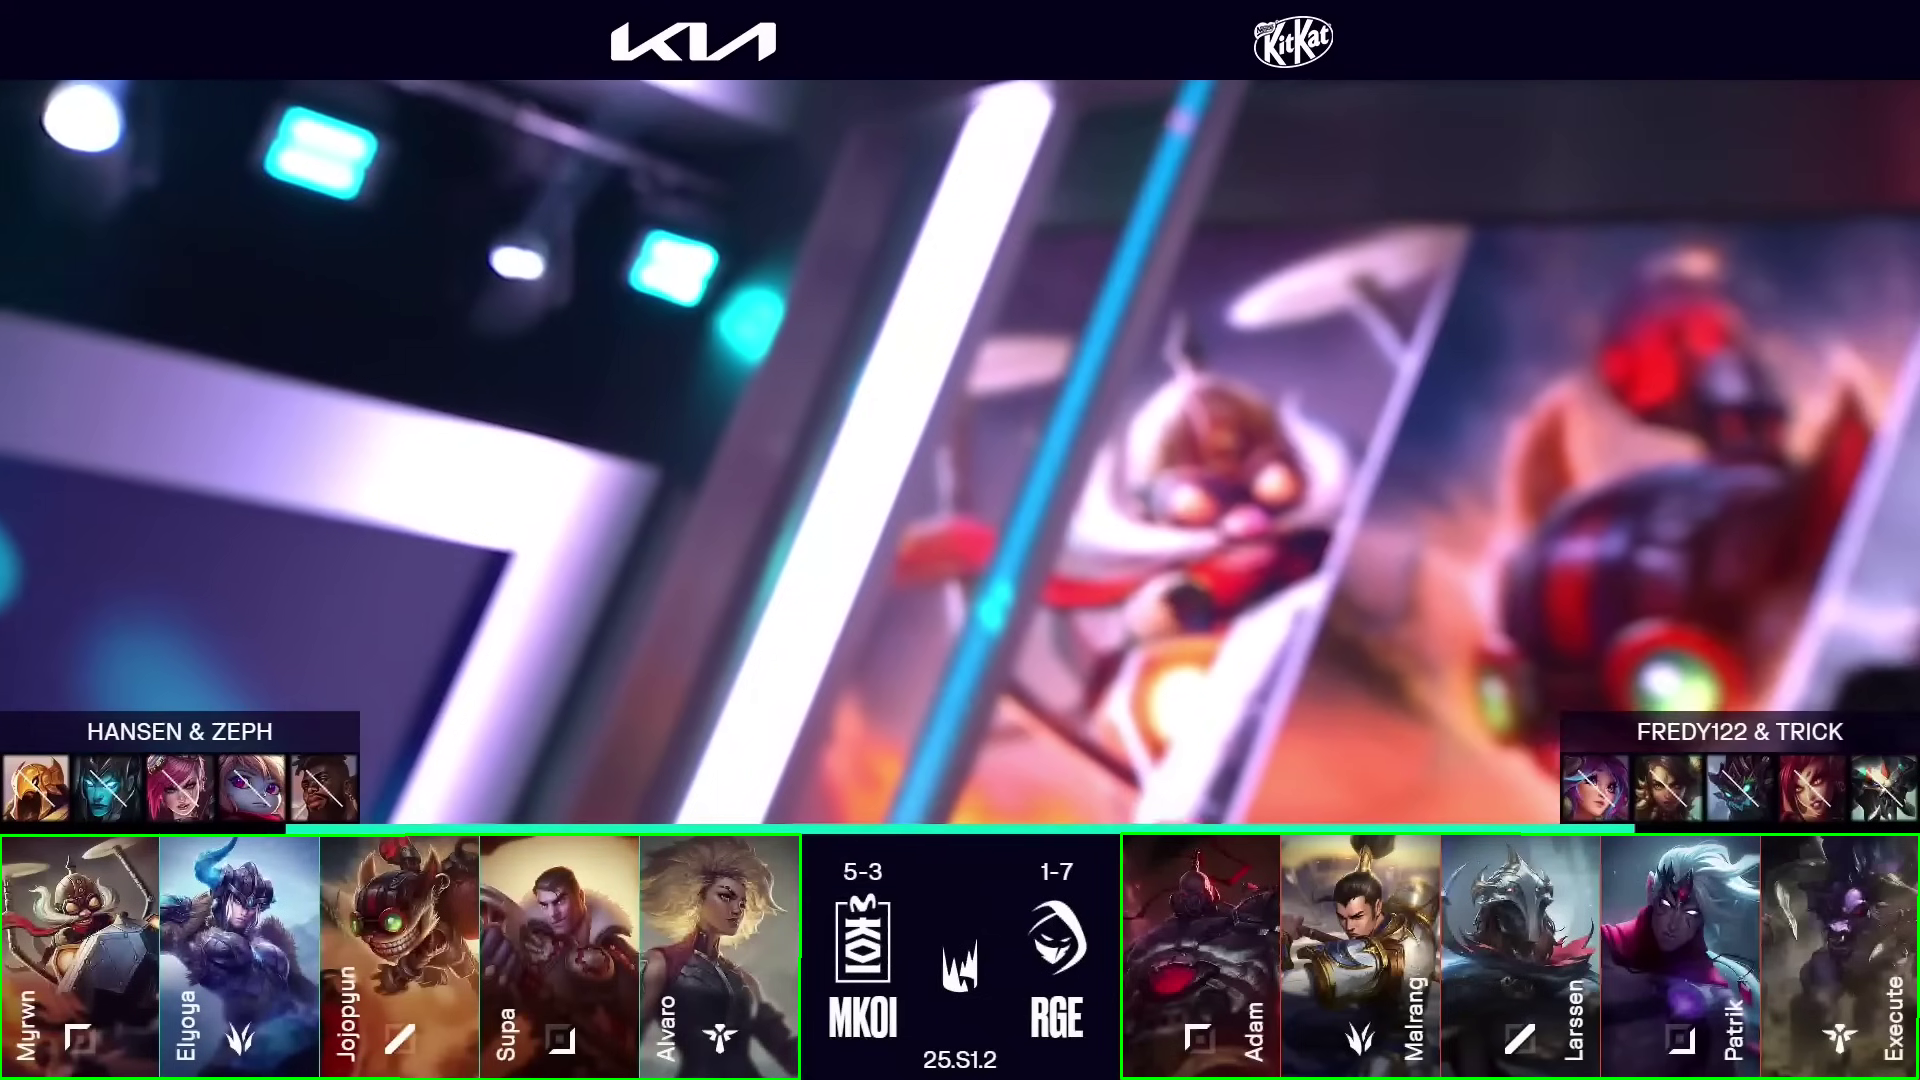 KIA
Nestlé
KitKat
HANSEN & ZEPH
FREDY122 & TRICK
Myrwn
Elyoya
Jojopyun
Supa
Alvaro
5-3
1-7
MKOI
RGE
25.S1.2
Adam
Malrang
Larssen
Patrik
Execute